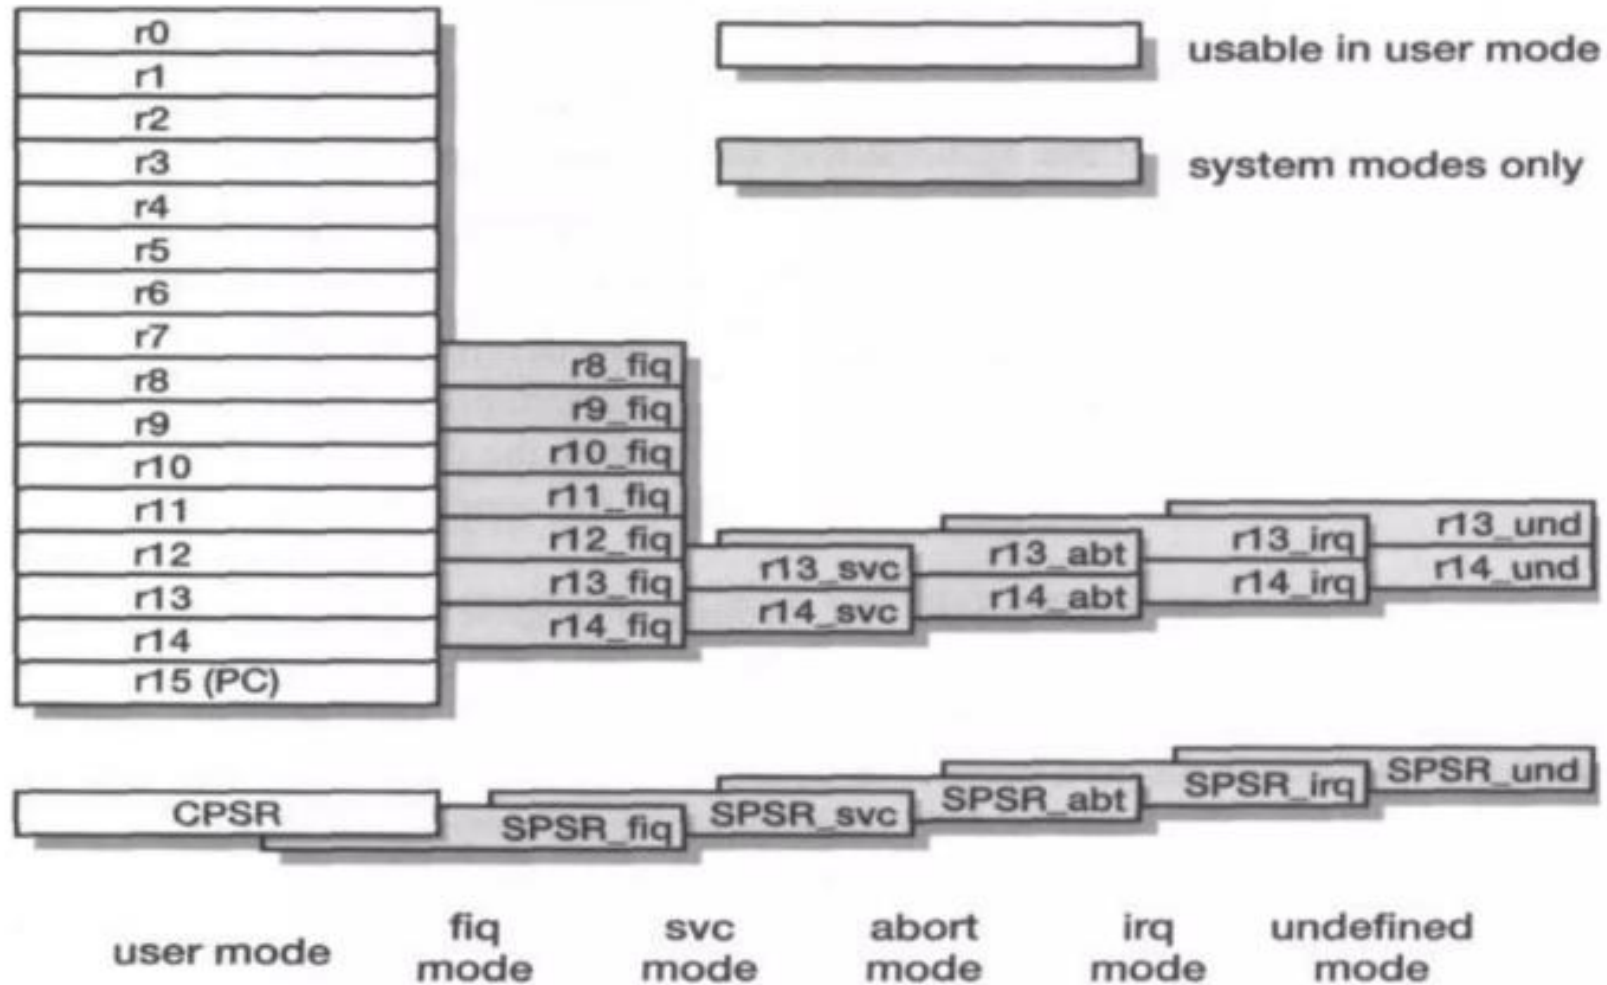 r0
r1
r2
r3
r4
r5
r6
r7
r8
r9
r10
r11
r12
r13
r14
r15 (PC)
usable in user mode
system modes only
r8_fiq
r9_fiq
r10_fiq
r11_fiq
r12_fiq
r13_fiq
r14_fiq
r13_svc
r14_svc
r13_abt
r14_abt
r13_irq
r14_irq
r13_und
r14_und
CPSR
SPSR_fiq
SPSR_svc
SPSR_abt
SPSR_irq
SPSR_und
user mode
fiq
mode
svc
mode
abort
mode
irq
mode
undefined
mode